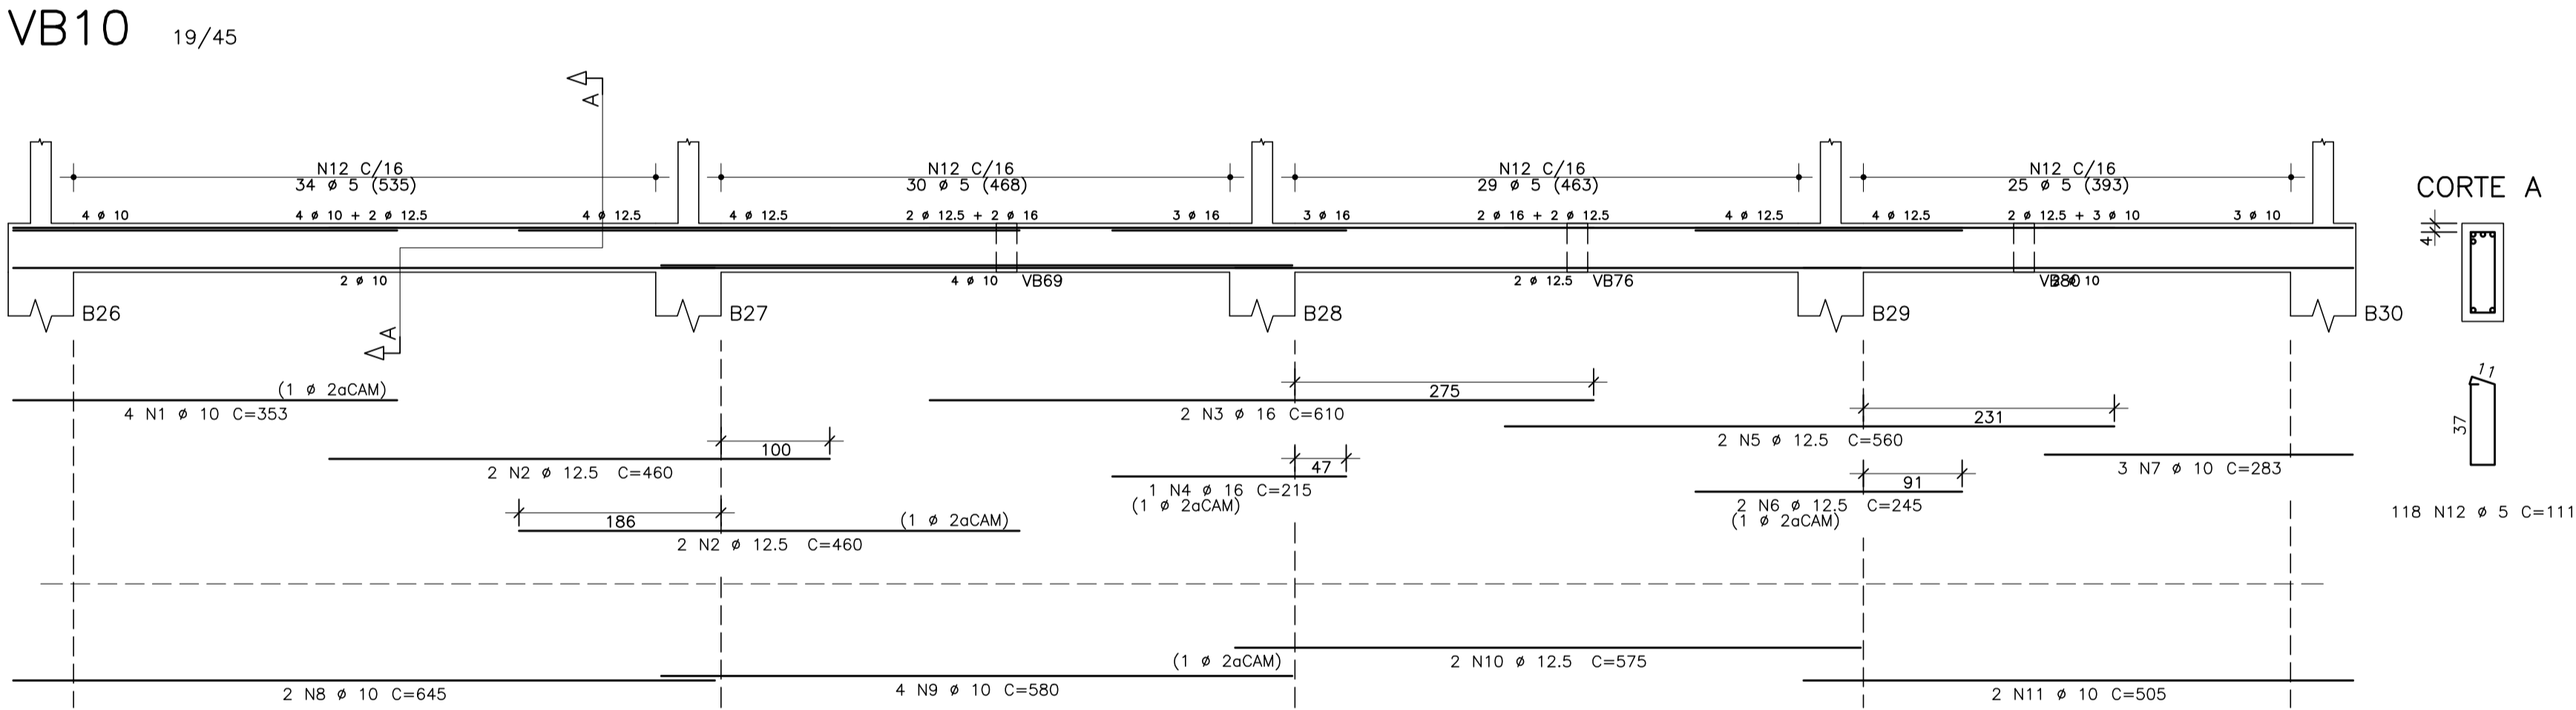 VB10 19/45
A
N12 C/16 N12 C/16 N12 C/16 N12 C/16
34 ø 5 (535) 30 ø 5 (468) 29 ø 5 (463) 25 ø 5 (393)
CORTE A
4 ø 10 4 ø 10 + 2 ø 12.5 4 ø 12.5 4 ø 12.5 2 ø 12.5 + 2 ø 16 3 ø 16 3 ø 16 2 ø 16 + 2 ø 12.5 4 ø 12.5 4 ø 12.5 2 ø 12.5 + 3 ø 10 3 ø 10
4
2 ø 10 4 ø 10 VB69 2 ø 12.5 VB76 VB80 ø 10
B26 B27 B28 B29 B30
A
(1 ø 2aCAM)
4 N1 ø 10 C=353
275
2 N3 ø 16 C=610
231
2 N5 ø 12.5 C=560
11
37
100
2 N2 ø 12.5 C=460
47
1 N4 ø 16 C=215
(1 ø 2aCAM)
3 N7 ø 10 C=283
91
2 N6 ø 12.5 C=245
(1 ø 2aCAM)
118 N12 ø 5 C=111
186
(1 ø 2aCAM)
2 N2 ø 12.5 C=460
(1 ø 2aCAM)
2 N10 ø 12.5 C=575
2 N8 ø 10 C=645
4 N9 ø 10 C=580
2 N11 ø 10 C=505